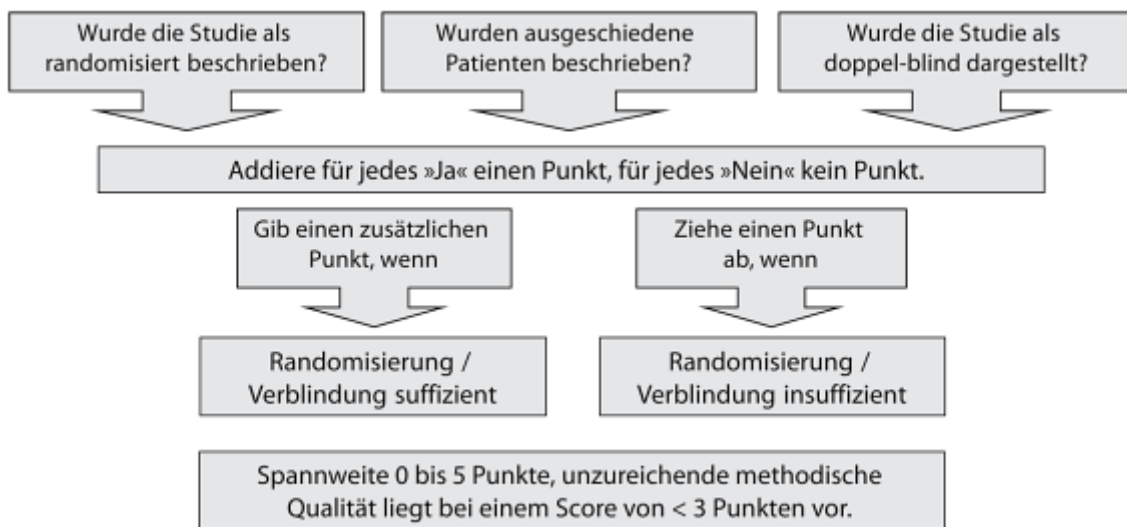 Wurde die Studie als
randomisiert beschrieben?
Wurden ausgeschiedene
Patienten beschrieben?
Wurde die Studie als
doppel-blind dargestellt?
Addiere für jedes »Ja« einen Punkt, für jedes »Nein« kein Punkt.
Gib einen zusätzlichen
Punkt, wenn
Ziehe einen Punkt
ab, wenn
Randomisierung /
Verblindung suffizient
Randomisierung /
Verblindung insuffizient
Spannweite 0 bis 5 Punkte, unzureichende methodische
Qualität liegt bei einem Score von < 3 Punkten vor.